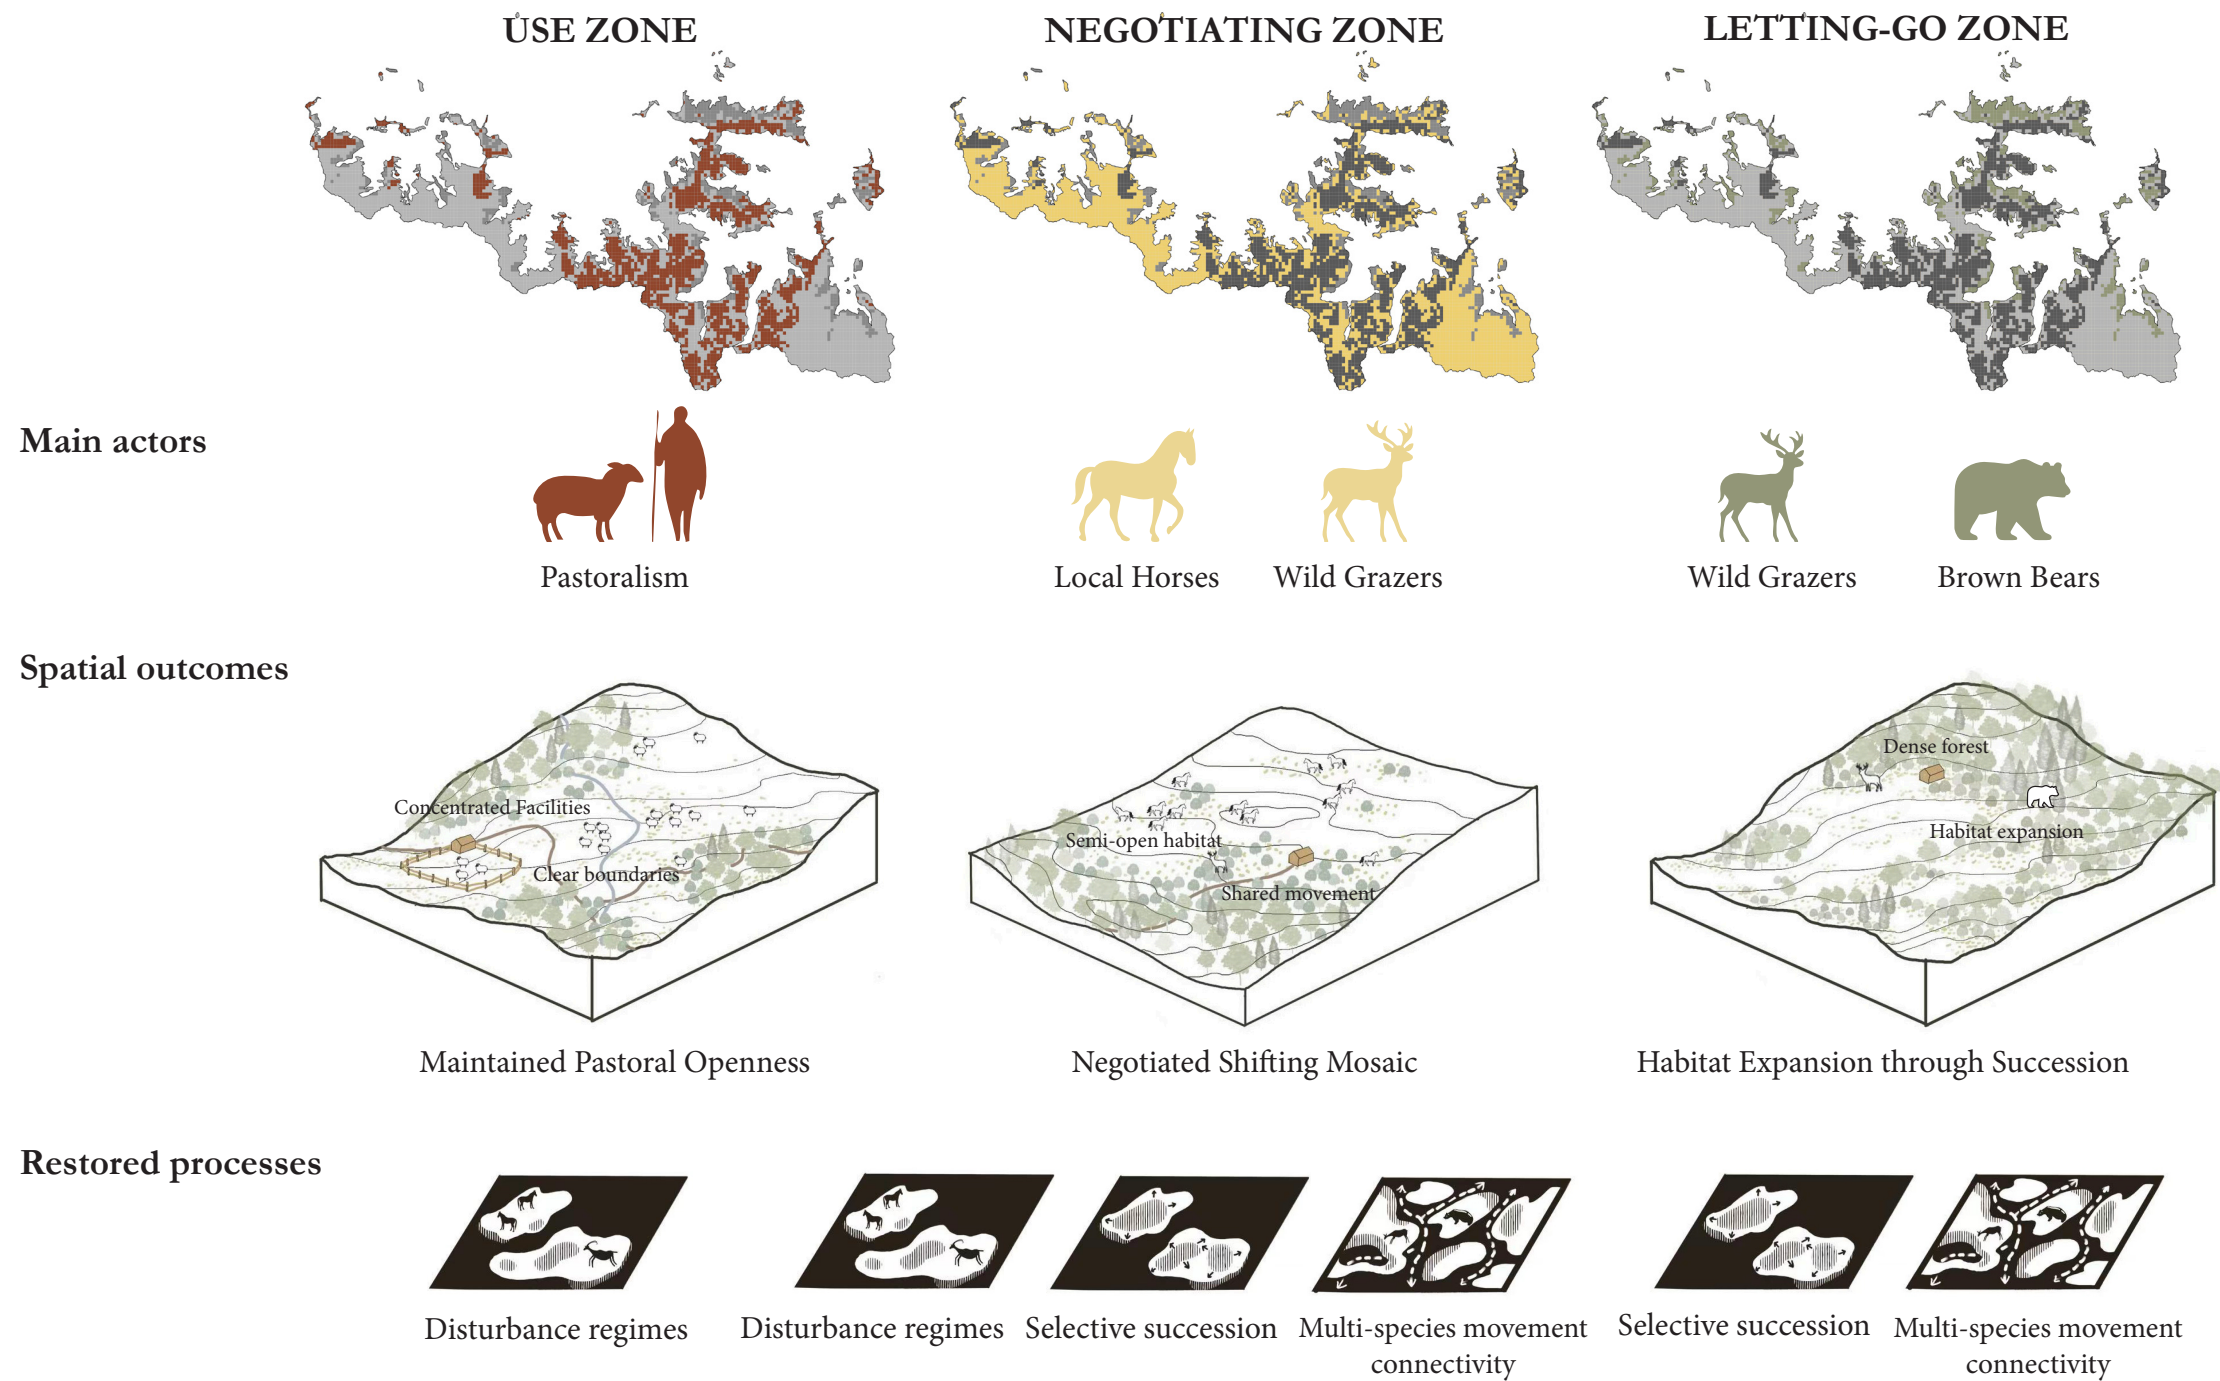 USE ZONE
NEGOTIATING ZONE
LETTING-GO ZONE
Main actors
Pastoralism
Local Horses
Wild Grazers
Wild Grazers
Brown Bears
Spatial outcomes
Concentrated Facilities
Clear boundaries
Semi-open habitat
Shared movement
Dense forest
Habitat expansion
Maintained Pastoral Openness
Negotiated Shifting Mosaic
Habitat Expansion through Succession
Restored processes
Disturbance regimes
Disturbance regimes
Selective succession
Multi-species movement
connectivity
Selective succession
Multi-species movement
connectivity